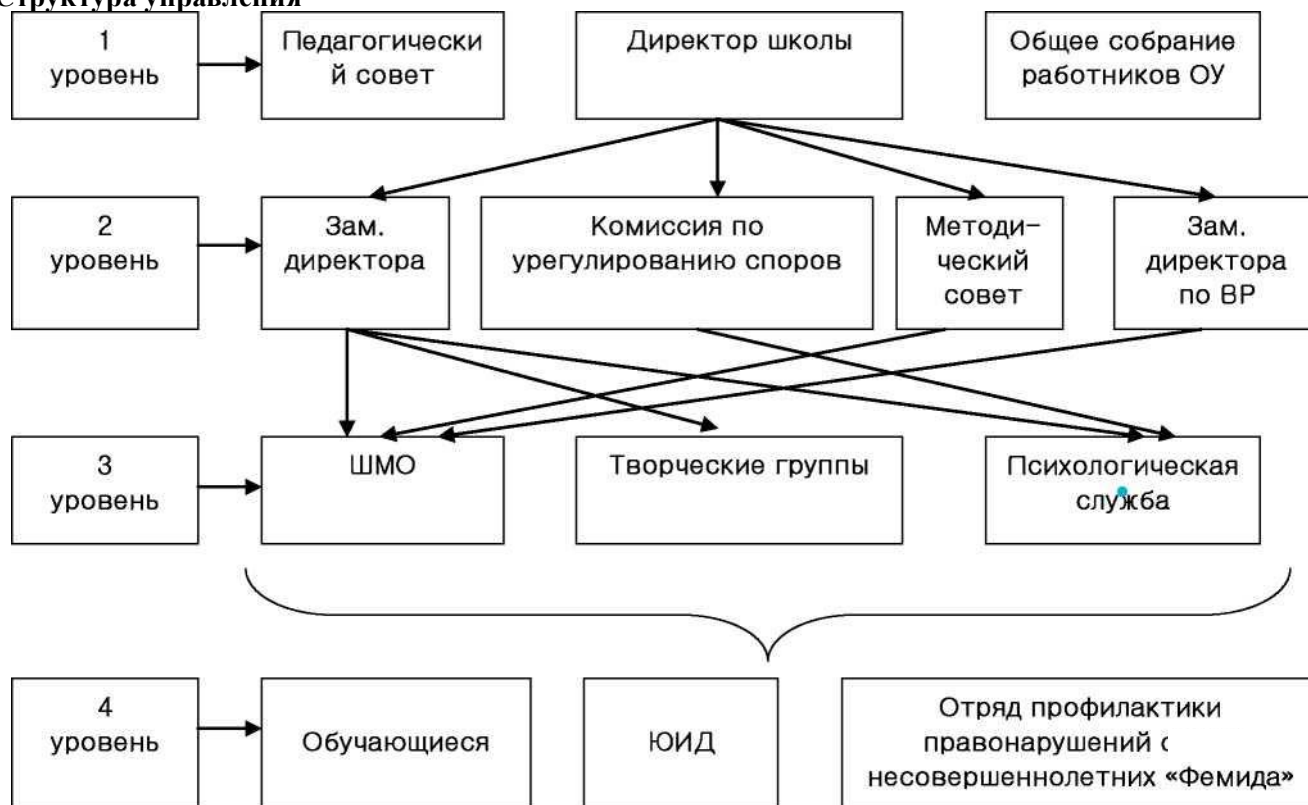 Структура управления
1
уровень
Педагогически
й совет
Директор школы
Общее собрание
работников ОУ
2
уровень
Зам.
директора
Комиссия по
урегулированию споров
Методи-
ческий
совет
Зам.
директора
по ВР
3
уровень
ШМО
Творческие группы
Психологическая
служба
4
уровень
Обучающиеся
ЮИД
Отряд профилактики
правонарушений с
несовершеннолетних «Фемида»